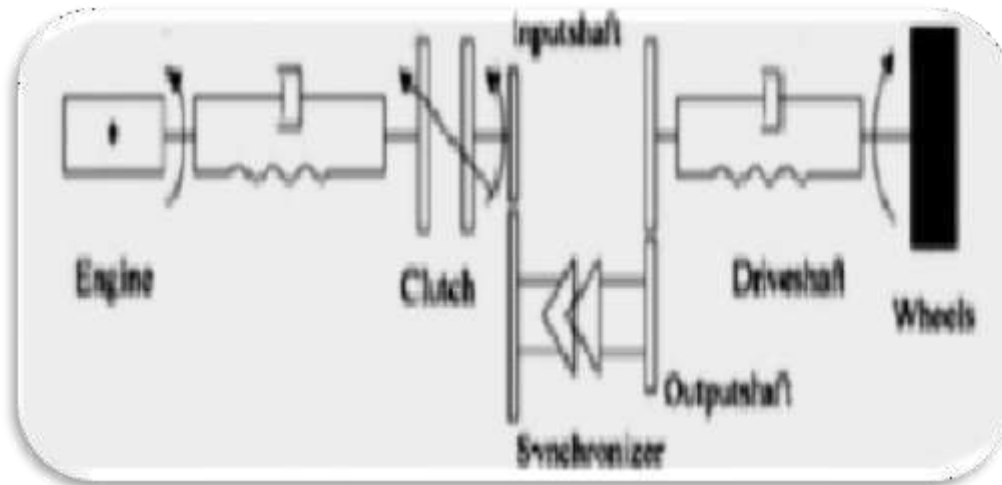 Inputshaft
Engine
Clutch
Driveshaft
Wheels
Outputshaft
Synchronizer